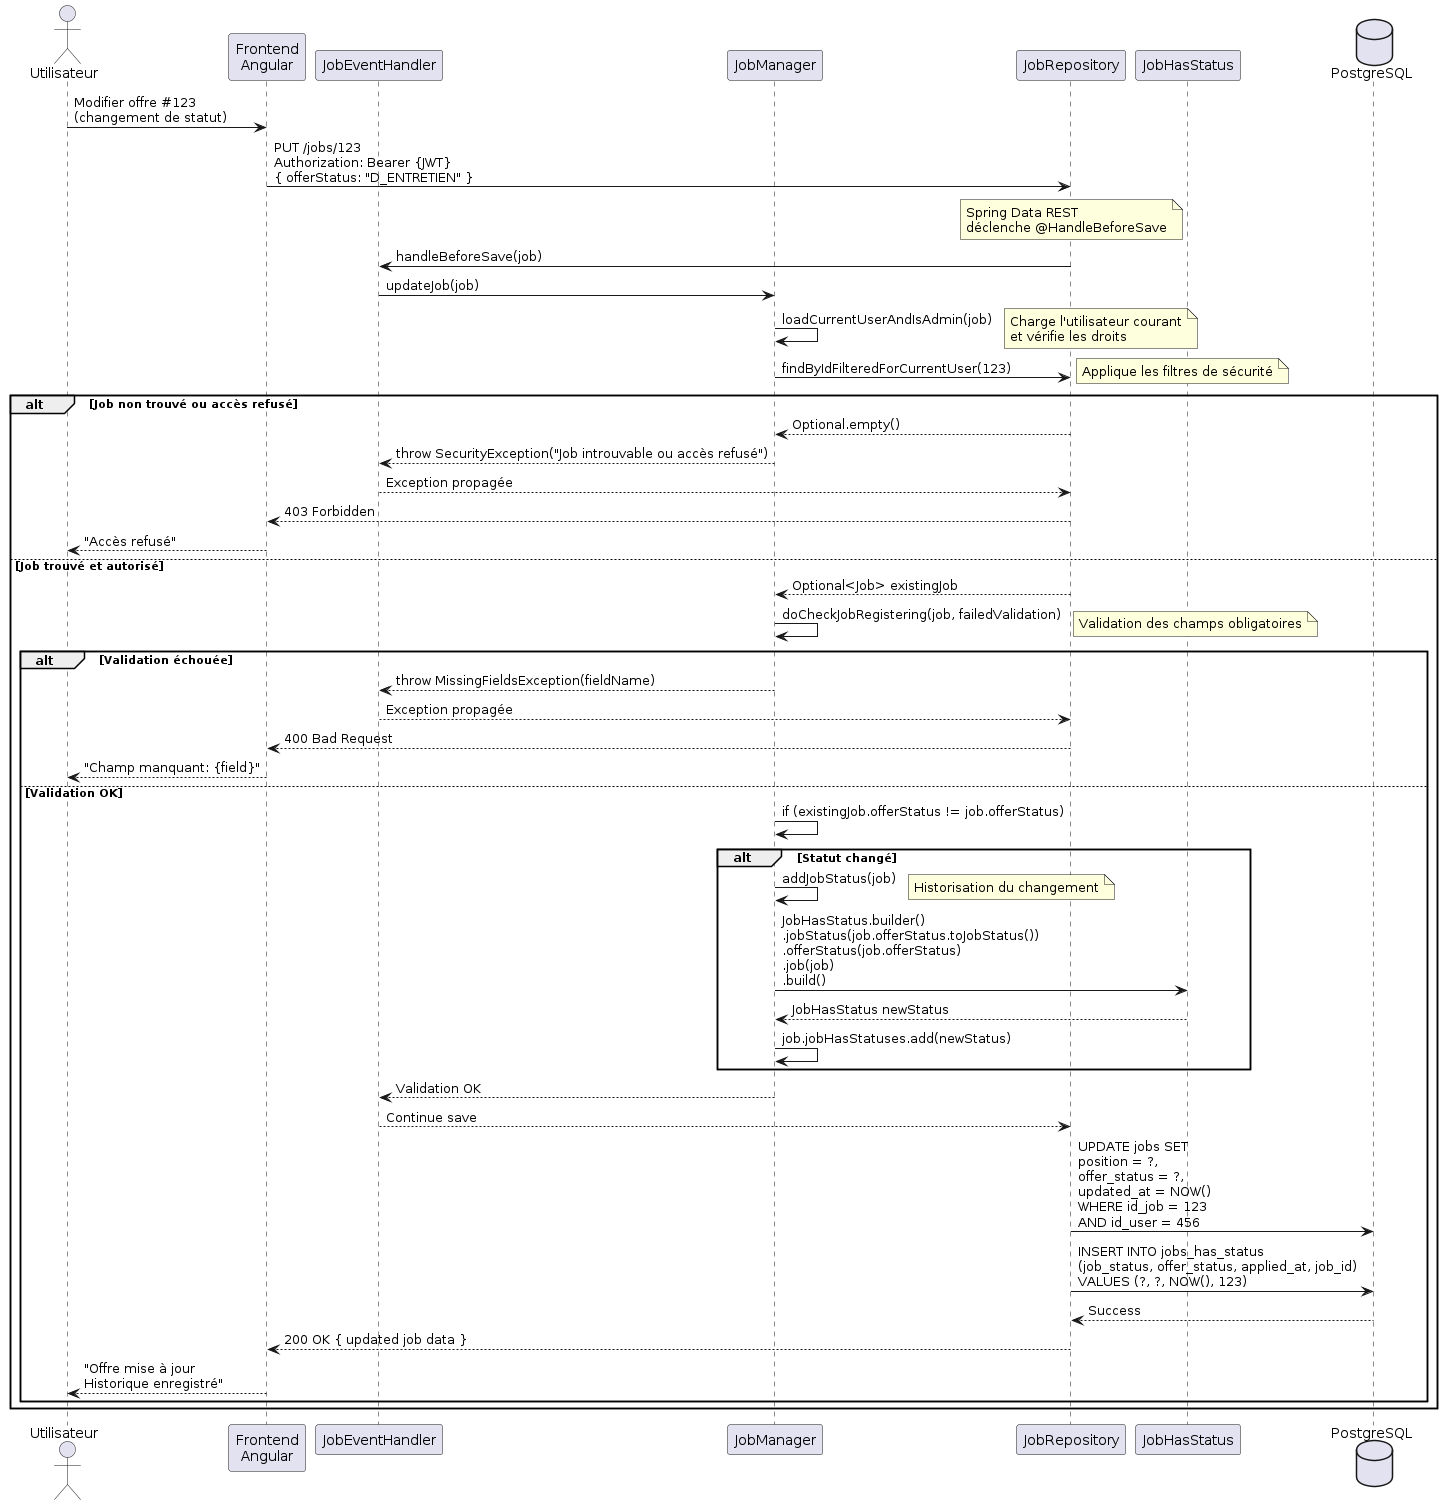 Utilisateur
Frontend
Angular
JobEventHandler
JobManager
JobRepository
JobHasStatus
PostgreSQL
Modifier offre #123
(changement de statut)
PUT /jobs/123
Authorization: Bearer {JWT}
{ offerStatus: "D_ENTRETIEN" }
Spring Data REST
déclenche @HandleBeforeSave
handleBeforeSave(job)
updateJob(job)
loadCurrentUserAndIsAdmin(job)
Charge l'utilisateur courant
et vérifie les droits
findByIdFilteredForCurrentUser(123)
Applique les filtres de sécurité
alt
[Job non trouvé ou accès refusé]
Optional.empty()
throw SecurityException("Job introuvable ou accès refusé")
Exception propagée
403 Forbidden
"Accès refusé"
[Job trouvé et autorisé]
Optional<Job> existingJob
doCheckJobRegistering(job, failedValidation)
Validation des champs obligatoires
alt
[Validation échouée]
throw MissingFieldsException(fieldName)
Exception propagée
400 Bad Request
"Champ manquant: {field}"
[Validation OK]
if (existingJob.offerStatus != job.offerStatus)
alt
[Statut changé]
addJobStatus(job)
Historisation du changement
JobHasStatus.builder()
.jobStatus(job.offerStatus.toJobStatus())
.offerStatus(job.offerStatus)
.job(job)
.build()
JobHasStatus newStatus
job.jobHasStatuses.add(newStatus)
Validation OK
Continue save
UPDATE jobs SET
position = ?,
offer_status = ?,
updated_at = NOW()
WHERE id_job = 123
AND id_user = 456
INSERT INTO jobs_has_status
(job_status, offer_status, applied_at, job_id)
VALUES (?, ?, NOW(), 123)
Success
200 OK { updated job data }
"Offre mise à jour
Historique enregistré"
Utilisateur
Frontend
Angular
JobEventHandler
JobManager
JobRepository
JobHasStatus
PostgreSQL